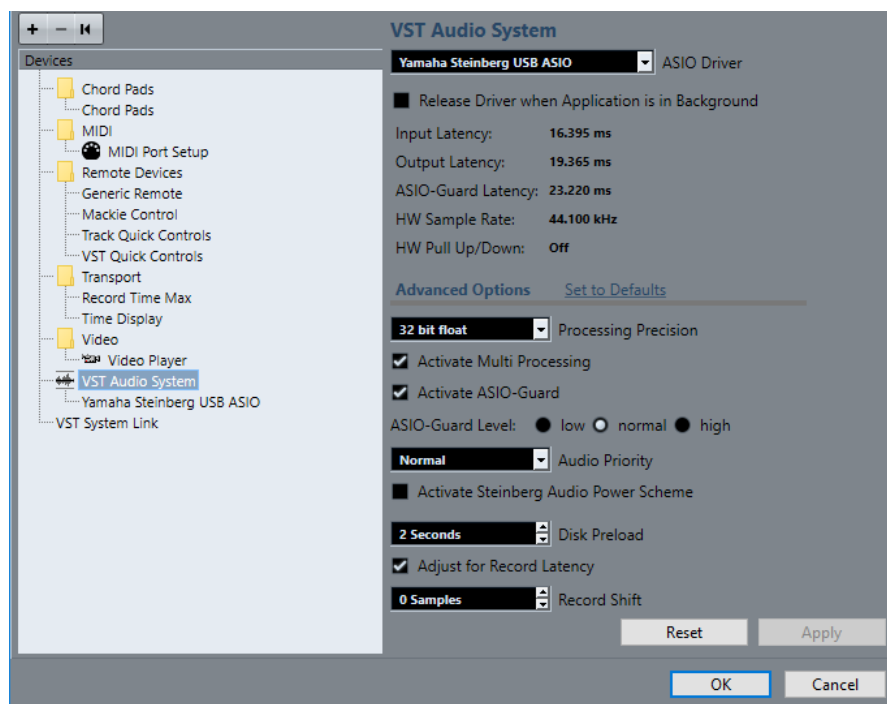 Devices
Chord Pads
Chord Pads
MIDI
MIDI Port Setup
Remote Devices
Generic Remote
Mackie Control
Track Quick Controls
VST Quick Controls
Transport
Record Time Max
Time Display
Video
Video Player
VST Audio System
Yamaha Steinberg USB ASIO
VST System Link
VST Audio System
Yamaha Steinberg USB ASIO ASIO Driver
Release Driver when Application is in Background
Input Latency: 16.395 ms
Output Latency: 19.365 ms
ASIO-Guard Latency: 23.220 ms
HW Sample Rate: 44.100 kHz
HW Pull Up/Down: Off
Advanced Options Set to Defaults
32 bit float Processing Precision
Activate Multi Processing
Activate ASIO-Guard
ASIO-Guard Level: low normal high
Normal Audio Priority
Activate Steinberg Audio Power Scheme
2 Seconds Disk Preload
Adjust for Record Latency
0 Samples Record Shift
Reset Apply
OK Cancel